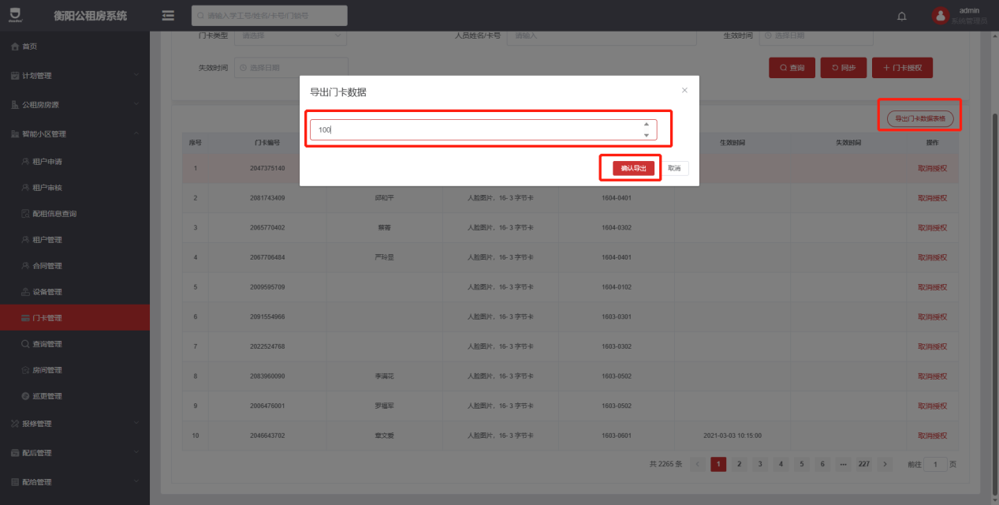 衡阳公租房系统
请输入学工号/姓名/卡号/门锁号
admin
系统管理员
首页
计划管理
公租房房源
智能小区管理
租户申请
租户审核
配租信息查询
租户管理
合同管理
设备管理
门卡管理
查询管理
房间管理
巡更管理
报修管理
配后管理
配给管理
门卡类型 请选择 人员姓名/卡号 请输入 生效时间 选择日期
失效时间 选择日期 查询 同步 门卡授权
导出门卡数据
100
确认导出 取消
导出门卡数据表格
序号 门卡编号 生效时间 失效时间 操作
1 2047375140 取消授权
2 2081743409 邱和平 人脸图片，16- 3 字节卡 1604-0401 取消授权
3 2065770402 人脸图片，16- 3 字节卡 1604-0302 取消授权
4 2067706484 严玲昱 人脸图片，16- 3 字节卡 1604-0401 取消授权
5 2009595709 人脸图片，16- 3 字节卡 1604-0102 取消授权
6 2091554966 人脸图片，16- 3 字节卡 1603-0301 取消授权
7 2022524768 人脸图片，16- 3 字节卡 1603-0302 取消授权
8 2083960090 李满花 人脸图片，16- 3 字节卡 1603-0502 取消授权
9 2006476001 罗福军 人脸图片，16- 3 字节卡 1603-0502 取消授权
10 2046643702 章文爱 人脸图片，16- 3 字节卡 1603-0601 2021-03-03 10:15:00 取消授权
共 2265 条 1 2 3 4 5 6 ··· 227 前往 1 页